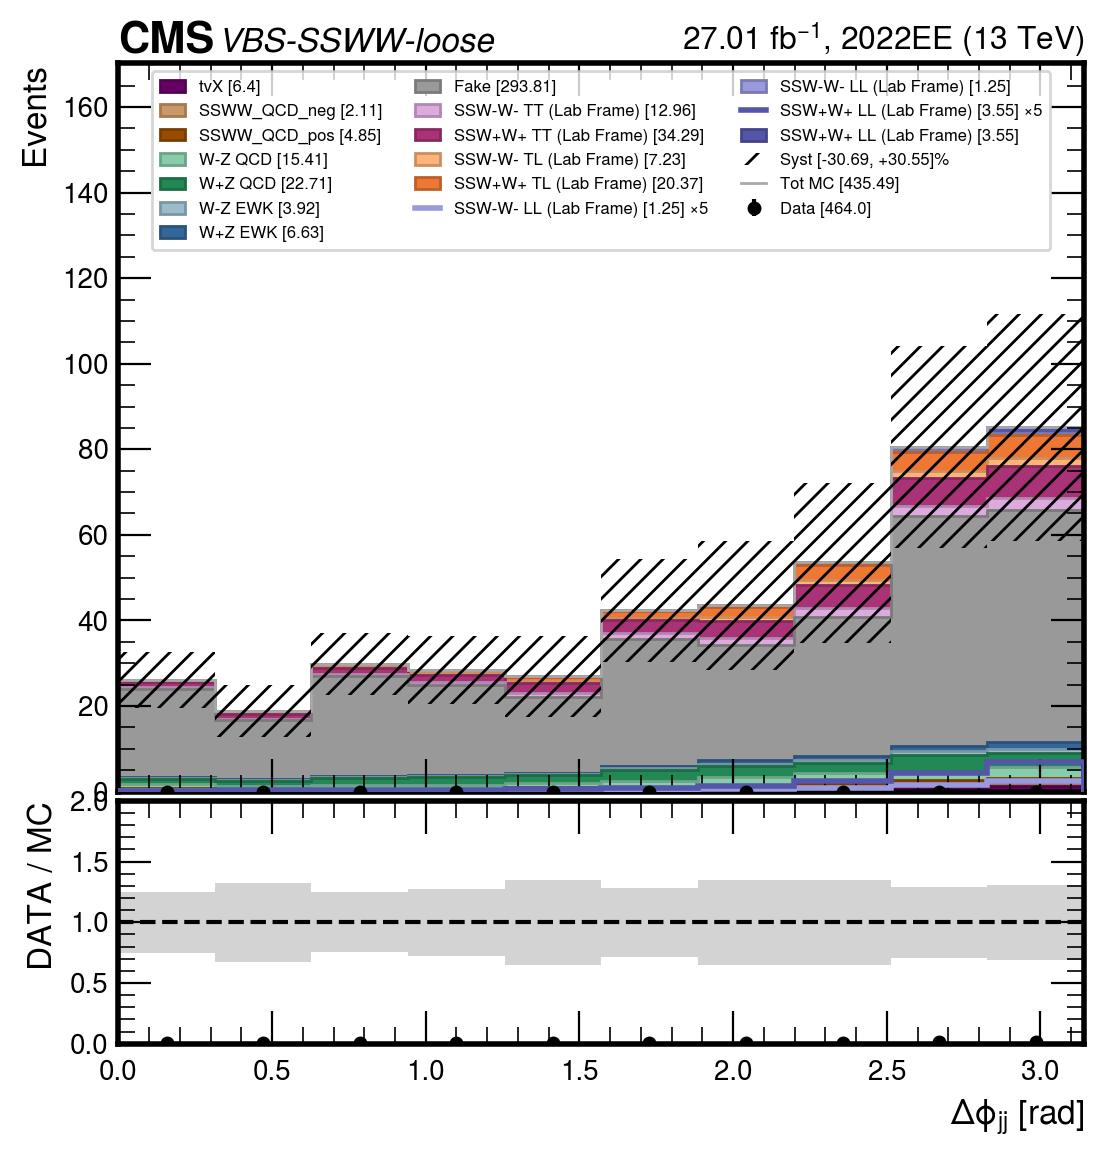 CMS VBS-SSWW-loose 27.01 fb⁻¹, 2022EE (13 TeV)
Events
tvX [6.4]
SSWW_QCD_neg [2.11]
SSWW_QCD_pos [4.85]
W-Z QCD [15.41]
W+Z QCD [22.71]
W-Z EWK [3.92]
W+Z EWK [6.63]
Fake [293.81]
SSW-W- TT (Lab Frame) [12.96]
SSW+W+ TT (Lab Frame) [34.29]
SSW-W- TL (Lab Frame) [7.23]
SSW+W+ TL (Lab Frame) [20.37]
SSW-W- LL (Lab Frame) [1.25] ×5
SSW-W- LL (Lab Frame) [1.25]
SSW+W+ LL (Lab Frame) [3.55] ×5
SSW+W+ LL (Lab Frame) [3.55]
Syst [-30.69, +30.55]%
Tot MC [435.49]
Data [464.0]
160
140
120
100
80
60
40
20
0
DATA / MC
2.0
1.5
1.0
0.5
0.0
0.0 0.5 1.0 1.5 2.0 2.5 3.0
Δϕjj [rad]